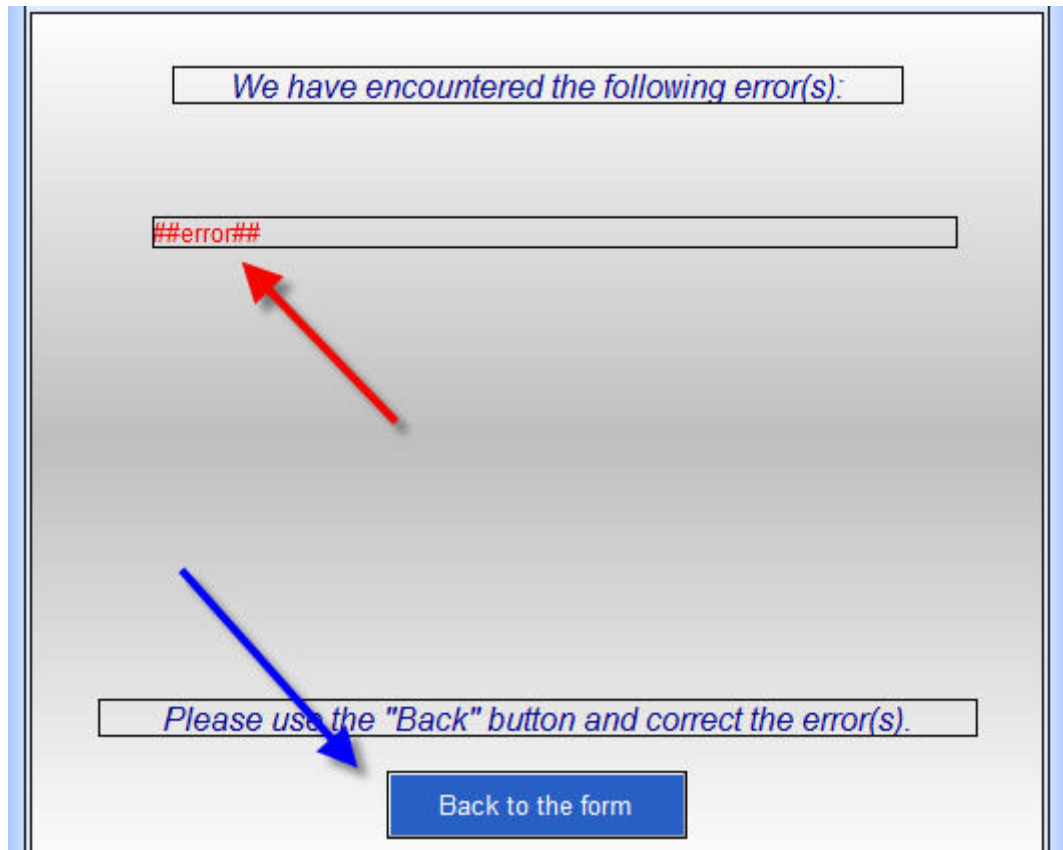 We have encountered the following error(s):
##error##
Please use the "Back" button and correct the error(s).
Back to the form